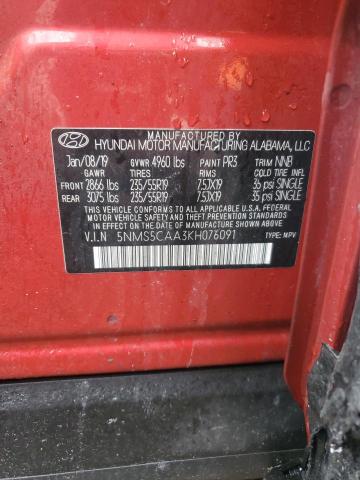 MANUFACTURED BY
HYUNDAI MOTOR MANUFACTURING ALABAMA, LLC
Jan/08/19 GVWR 4960 lbs PAINT PR3 TRIM NNB
GAWR TIRES RIMS COLD TIRE INFL. PR.
FRONT 2866 lbs 235/55R19 7.5JX19 35 psi SINGLE
REAR 3075 lbs 235/55R19 7.5JX19 35 psi SINGLE
THIS VEHICLE CONFORMS TO ALL APPLICABLE U.S.A. FEDERAL
MOTOR VEHICLE SAFETY, BUMPER, AND THEFT PREVENTION
STANDARDS IN EFFECT ON THE DATE OF MANUFACTURE SHOWN ABOVE.
V.I.N 5NMS5CAA3KH076091
TYPE: MPV